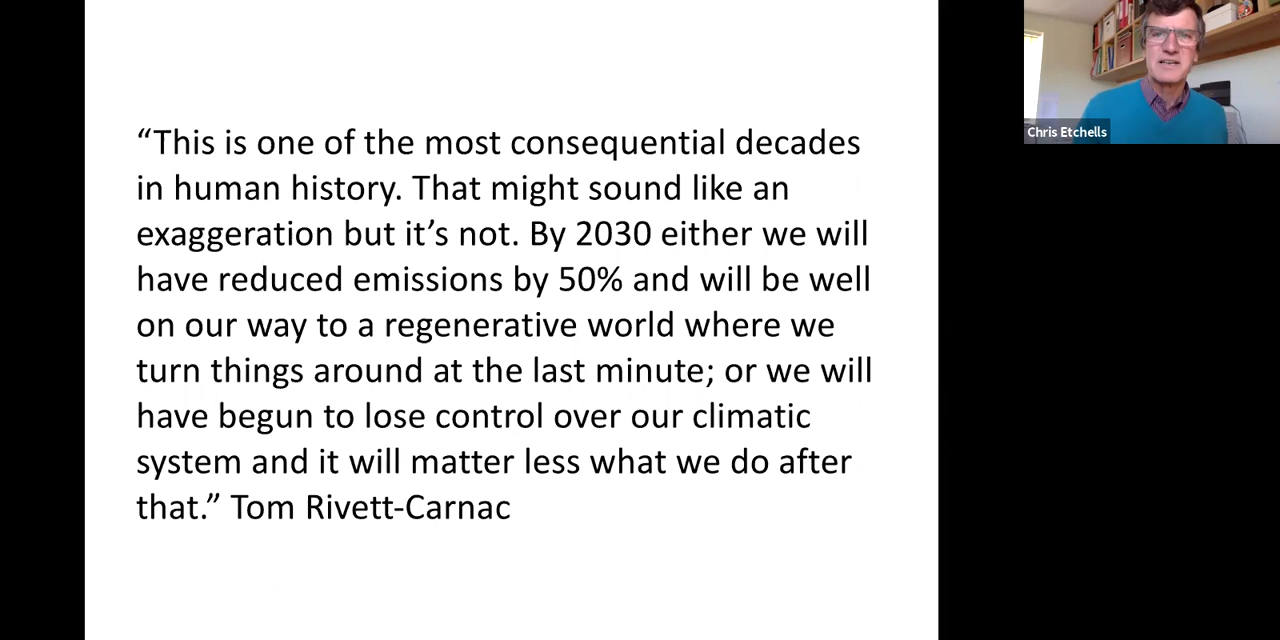 “This is one of the most consequential decades
in human history. That might sound like an
exaggeration but it’s not. By 2030 either we will
have reduced emissions by 50% and will be well
on our way to a regenerative world where we
turn things around at the last minute; or we will
have begun to lose control over our climatic
system and it will matter less what we do after
that.” Tom Rivett-Carnac
Chris Etchells